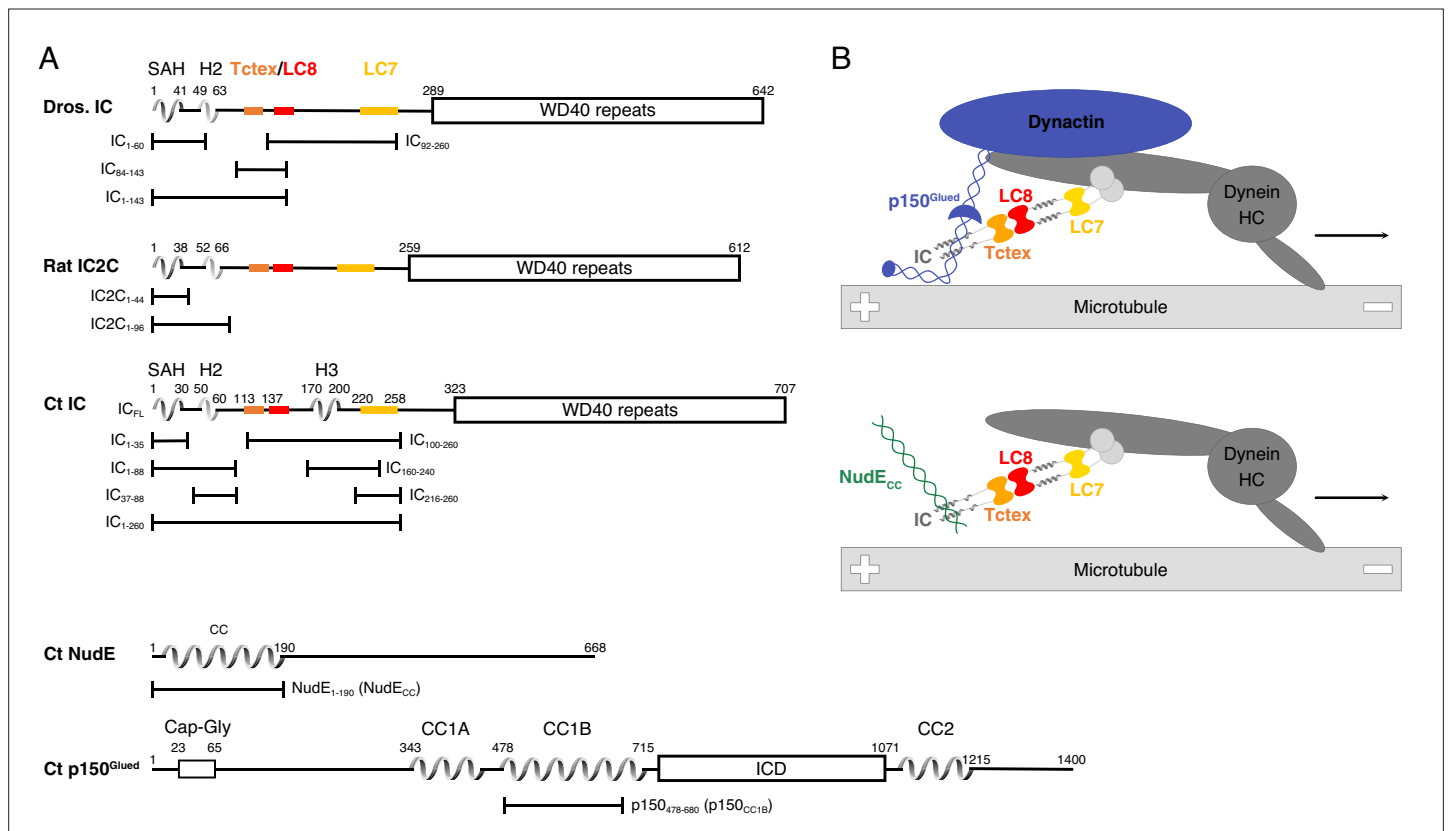 A
SAH H2 Tctex/LC8 LC7
1 41 49 63 289 642
Dros. IC WD40 repeats
IC1-60 IC92-260
IC84-143
IC1-143
1 38 52 66 259 612
Rat IC2C WD40 repeats
IC2C1-44
IC2C1-96
SAH H2 H3
1 30 50 60 113 137 170 200 220 258 323 707
Ct IC
ICFL WD40 repeats
IC1-35 IC100-260
IC1-88 IC160-240
IC37-88 IC216-260
IC1-260
CC
1 190 668
Ct NudE
NudE1-190 (NudECC)
Cap-Gly CC1A CC1B CC2
1 23 65 343 478 715 1071 1215 1400
Ct p150Glued ICD
p150478-680 (p150CC1B)
B
Dynactin
p150Glued
LC8
Dynein
HC
LC7
IC
Tctex
Microtubule
LC8
Dynein
HC
NudECC
LC7
IC
Tctex
Microtubule